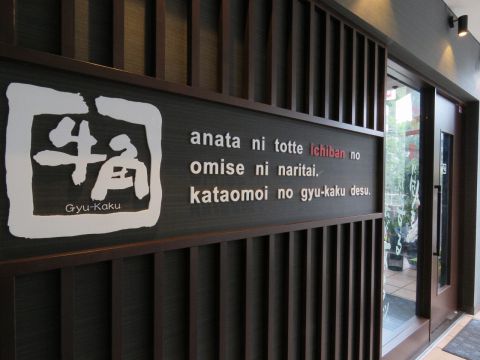 牛角
Gyu-Kaku
anata ni totte ichiban no
omise ni naritai.
kataomoi no gyu-kaku desu.